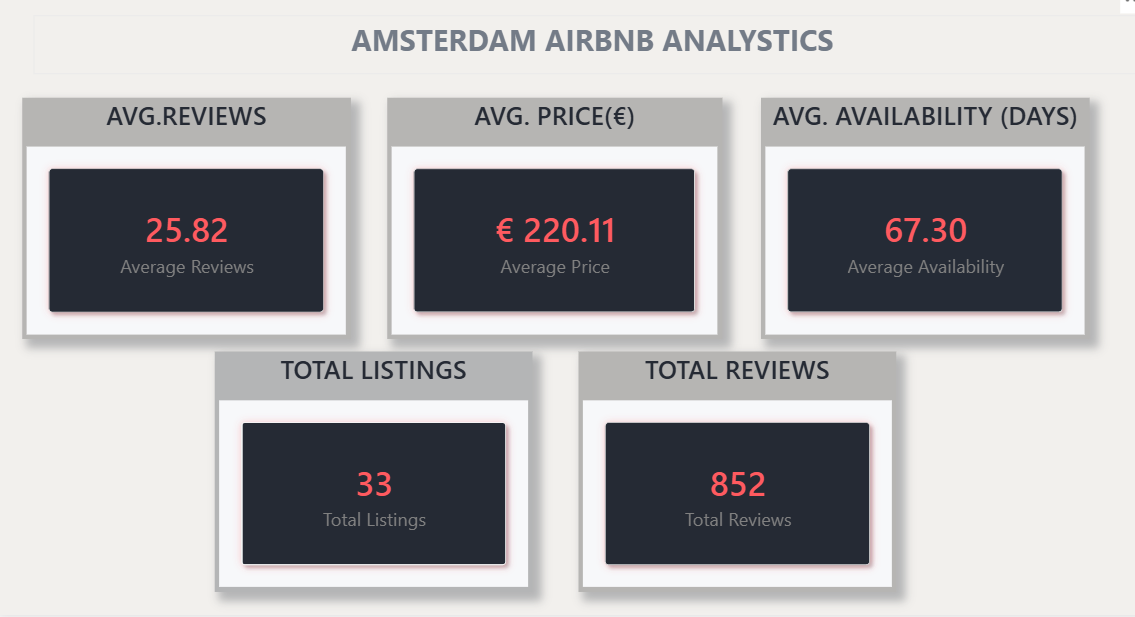 AMSTERDAM AIRBNB ANALYSTICS
AVG.REVIEWS
25.82
Average Reviews
AVG. PRICE(€)
€ 220.11
Average Price
AVG. AVAILABILITY (DAYS)
67.30
Average Availability
TOTAL LISTINGS
33
Total Listings
TOTAL REVIEWS
852
Total Reviews